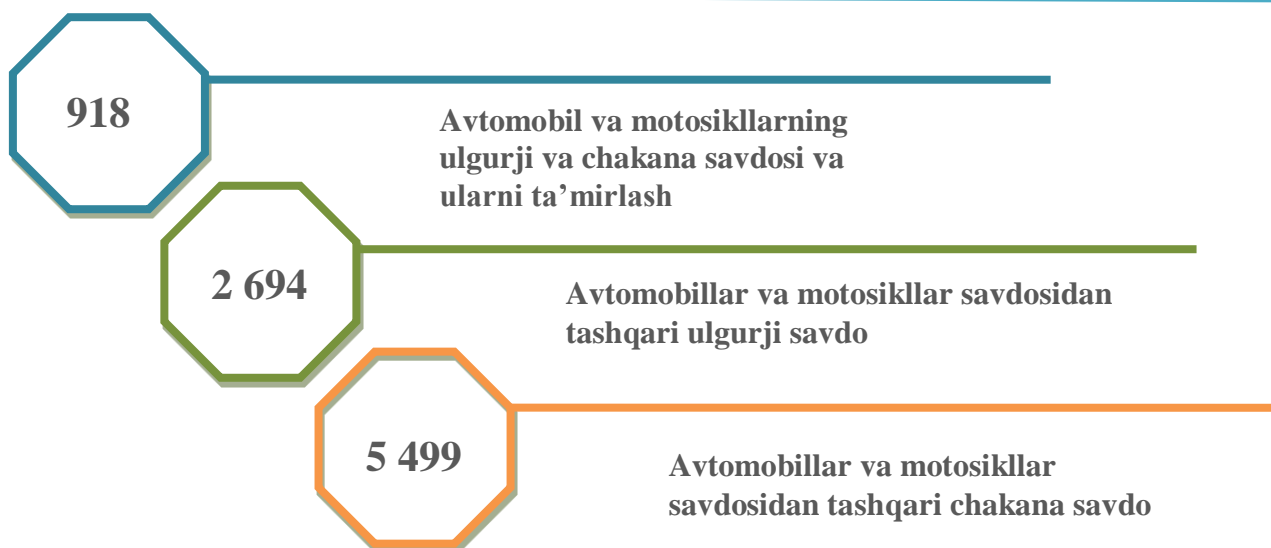 918
Avtomobil va motosikllarning
ulgurji va chakana savdosi va
ularni ta’mirlash
2 694
Avtomobillar va motosikllar savdosidan
tashqari ulgurji savdo
5 499
Avtomobillar va motosikllar
savdosidan tashqari chakana savdo